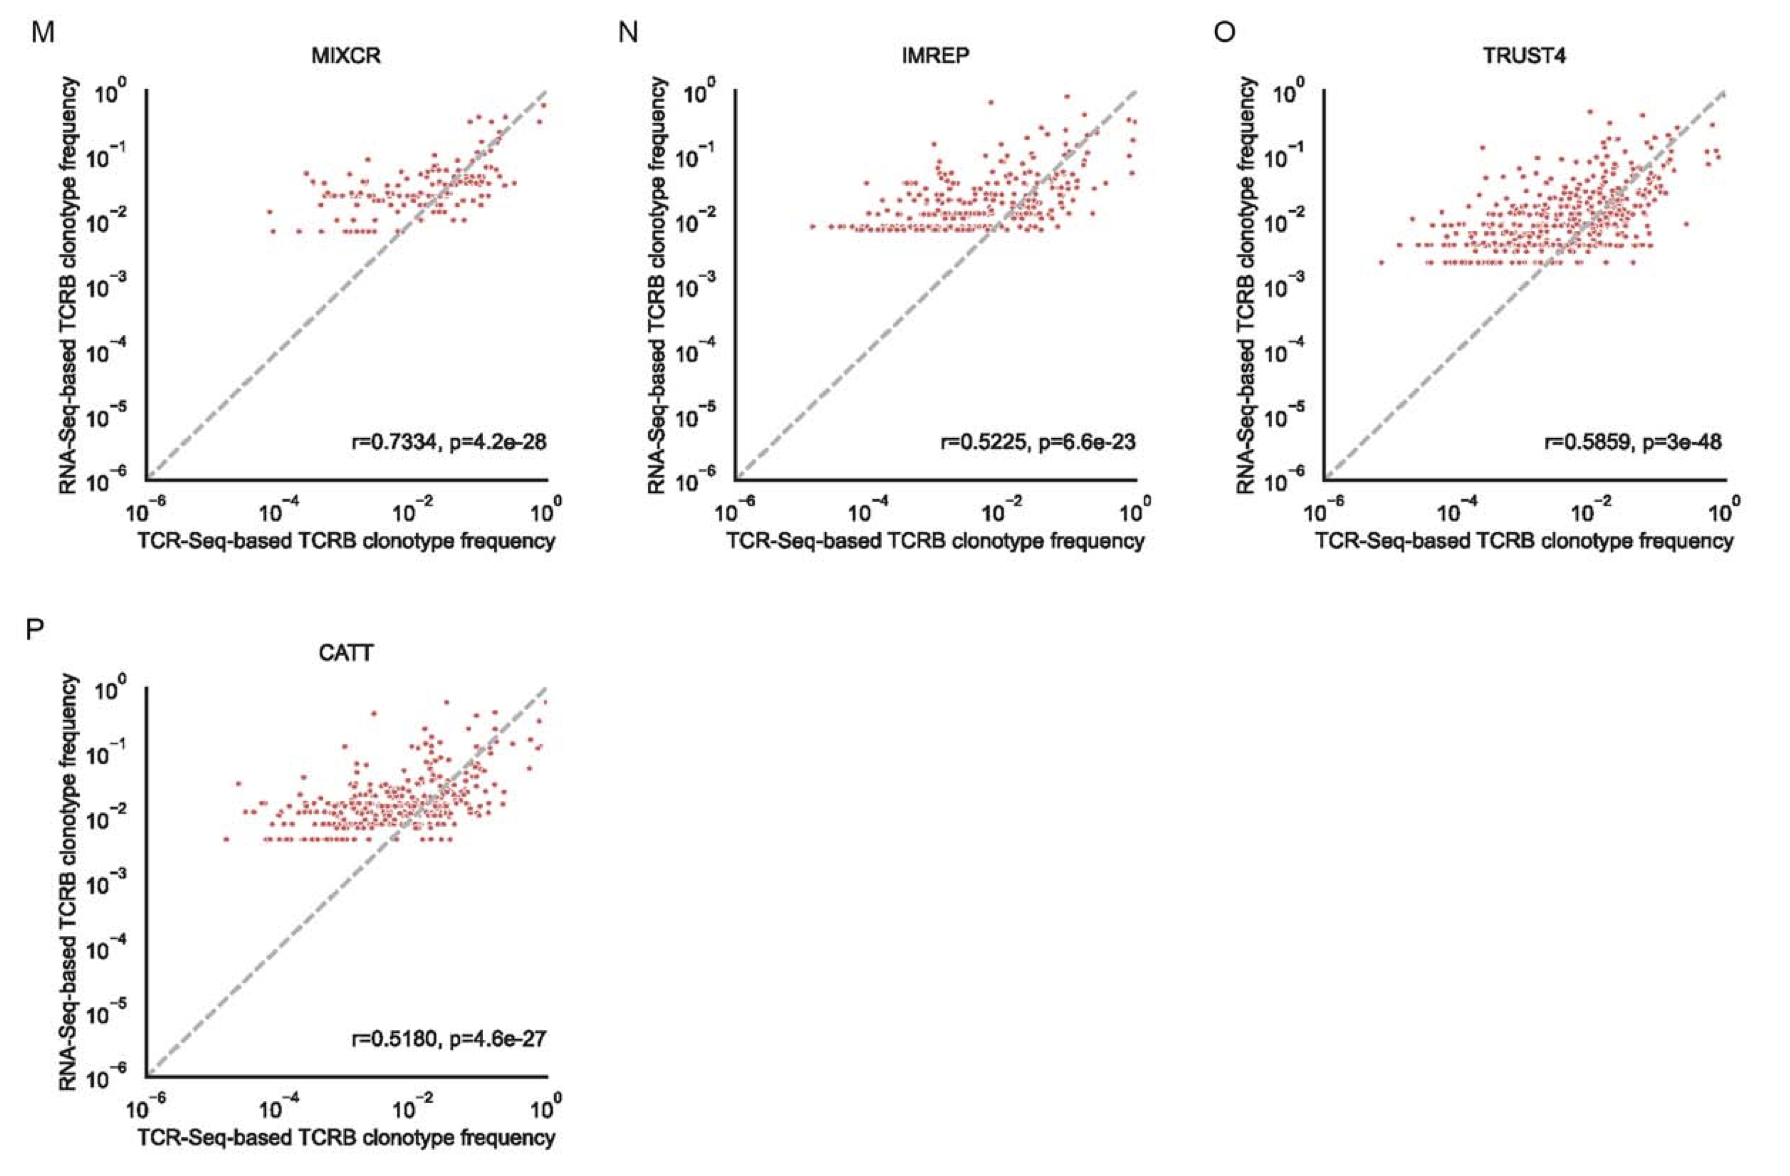 M
MIXCR
RNA-Seq-based TCRB clonotype frequency
10^0
10^-1
10^-2
10^-3
10^-4
10^-5
10^-6
r=0.7334, p=4.2e-28
10^-6 10^-4 10^-2 10^0
TCR-Seq-based TCRB clonotype frequency
N
IMREP
RNA-Seq-based TCRB clonotype frequency
10^0
10^-1
10^-2
10^-3
10^-4
10^-5
10^-6
r=0.5225, p=6.6e-23
10^-6 10^-4 10^-2 10^0
TCR-Seq-based TCRB clonotype frequency
O
TRUST4
RNA-Seq-based TCRB clonotype frequency
10^0
10^-1
10^-2
10^-3
10^-4
10^-5
10^-6
r=0.5859, p=3e-48
10^-6 10^-4 10^-2 10^0
TCR-Seq-based TCRB clonotype frequency
P
CATT
RNA-Seq-based TCRB clonotype frequency
10^0
10^-1
10^-2
10^-3
10^-4
10^-5
10^-6
r=0.5180, p=4.6e-27
10^-6 10^-4 10^-2 10^0
TCR-Seq-based TCRB clonotype frequency